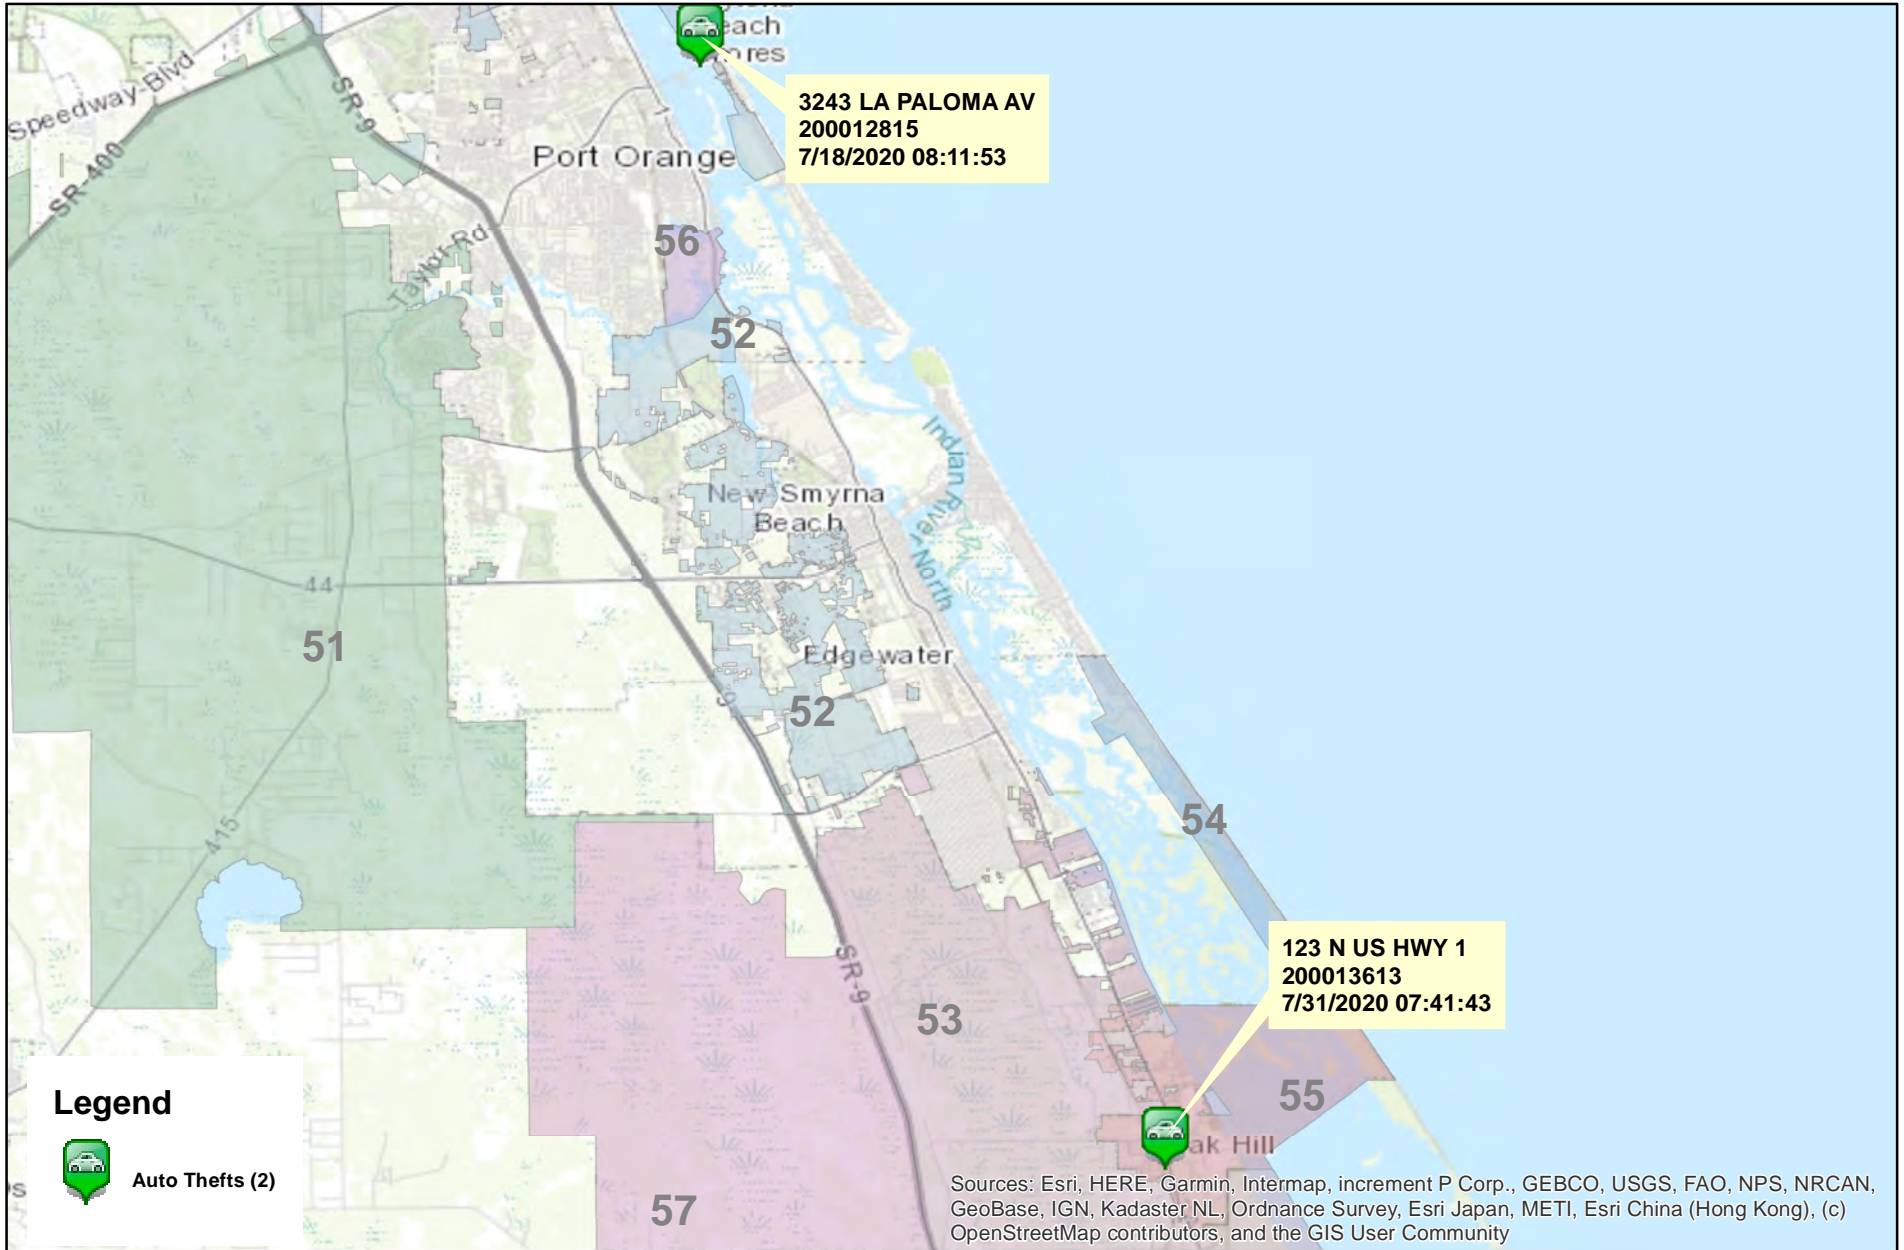 each
Speedway-Blvd
SR-9
SR-400
1
3243 LA PALOMA AV
200012815
7/18/2020 08:11:53
Port Orange
56
Taylor-Rd
52
Indian River North
New Smyrna
Beach
44
51
Edgewater
52
415
54
123 N US HWY 1
200013613
7/31/2020 07:41:43
SR-9
53
55
ak Hill
57
Legend
Auto Thefts (2)
Sources: Esri, HERE, Garmin, Intermap, increment P Corp., GEBCO, USGS, FAO, NPS, NRCAN,
GeoBase, IGN, Kadaster NL, Ordnance Survey, Esri Japan, METI, Esri China (Hong Kong), (c)
OpenStreetMap contributors, and the GIS User Community